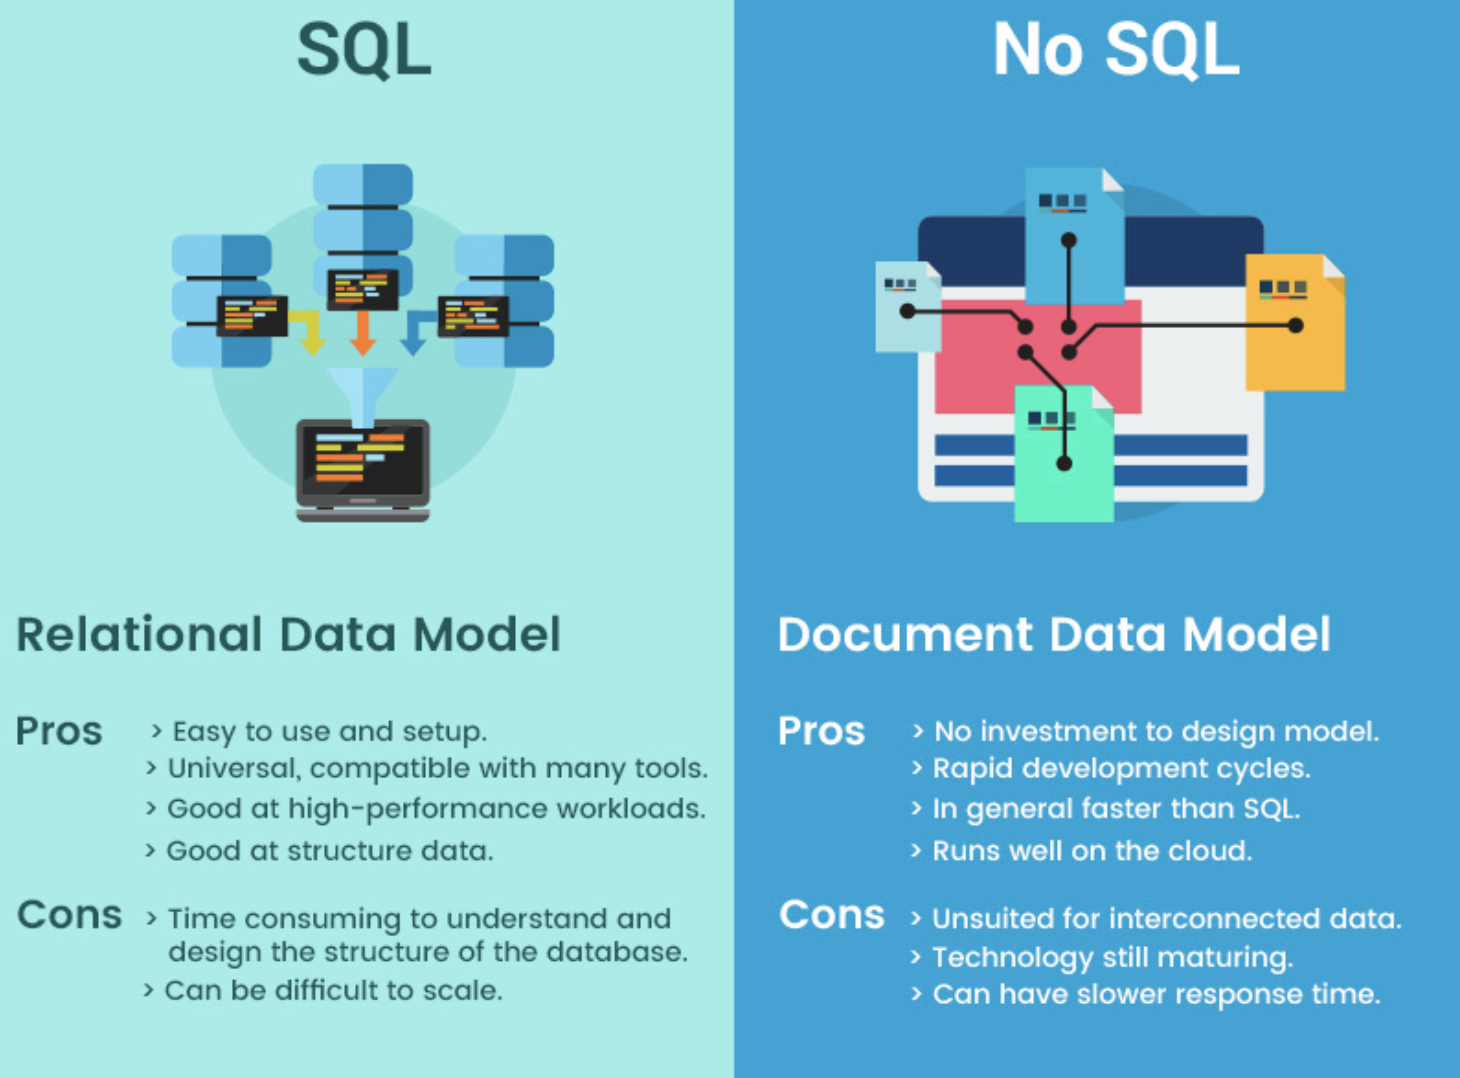 SQL
Relational Data Model
Pros
> Easy to use and setup.
> Universal, compatible with many tools.
> Good at high-performance workloads.
> Good at structure data.
Cons
> Time consuming to understand and
design the structure of the database.
> Can be difficult to scale.
No SQL
Document Data Model
Pros
> No investment to design model.
> Rapid development cycles.
> In general faster than SQL.
> Runs well on the cloud.
Cons
> Unsuited for interconnected data.
> Technology still maturing.
> Can have slower response time.